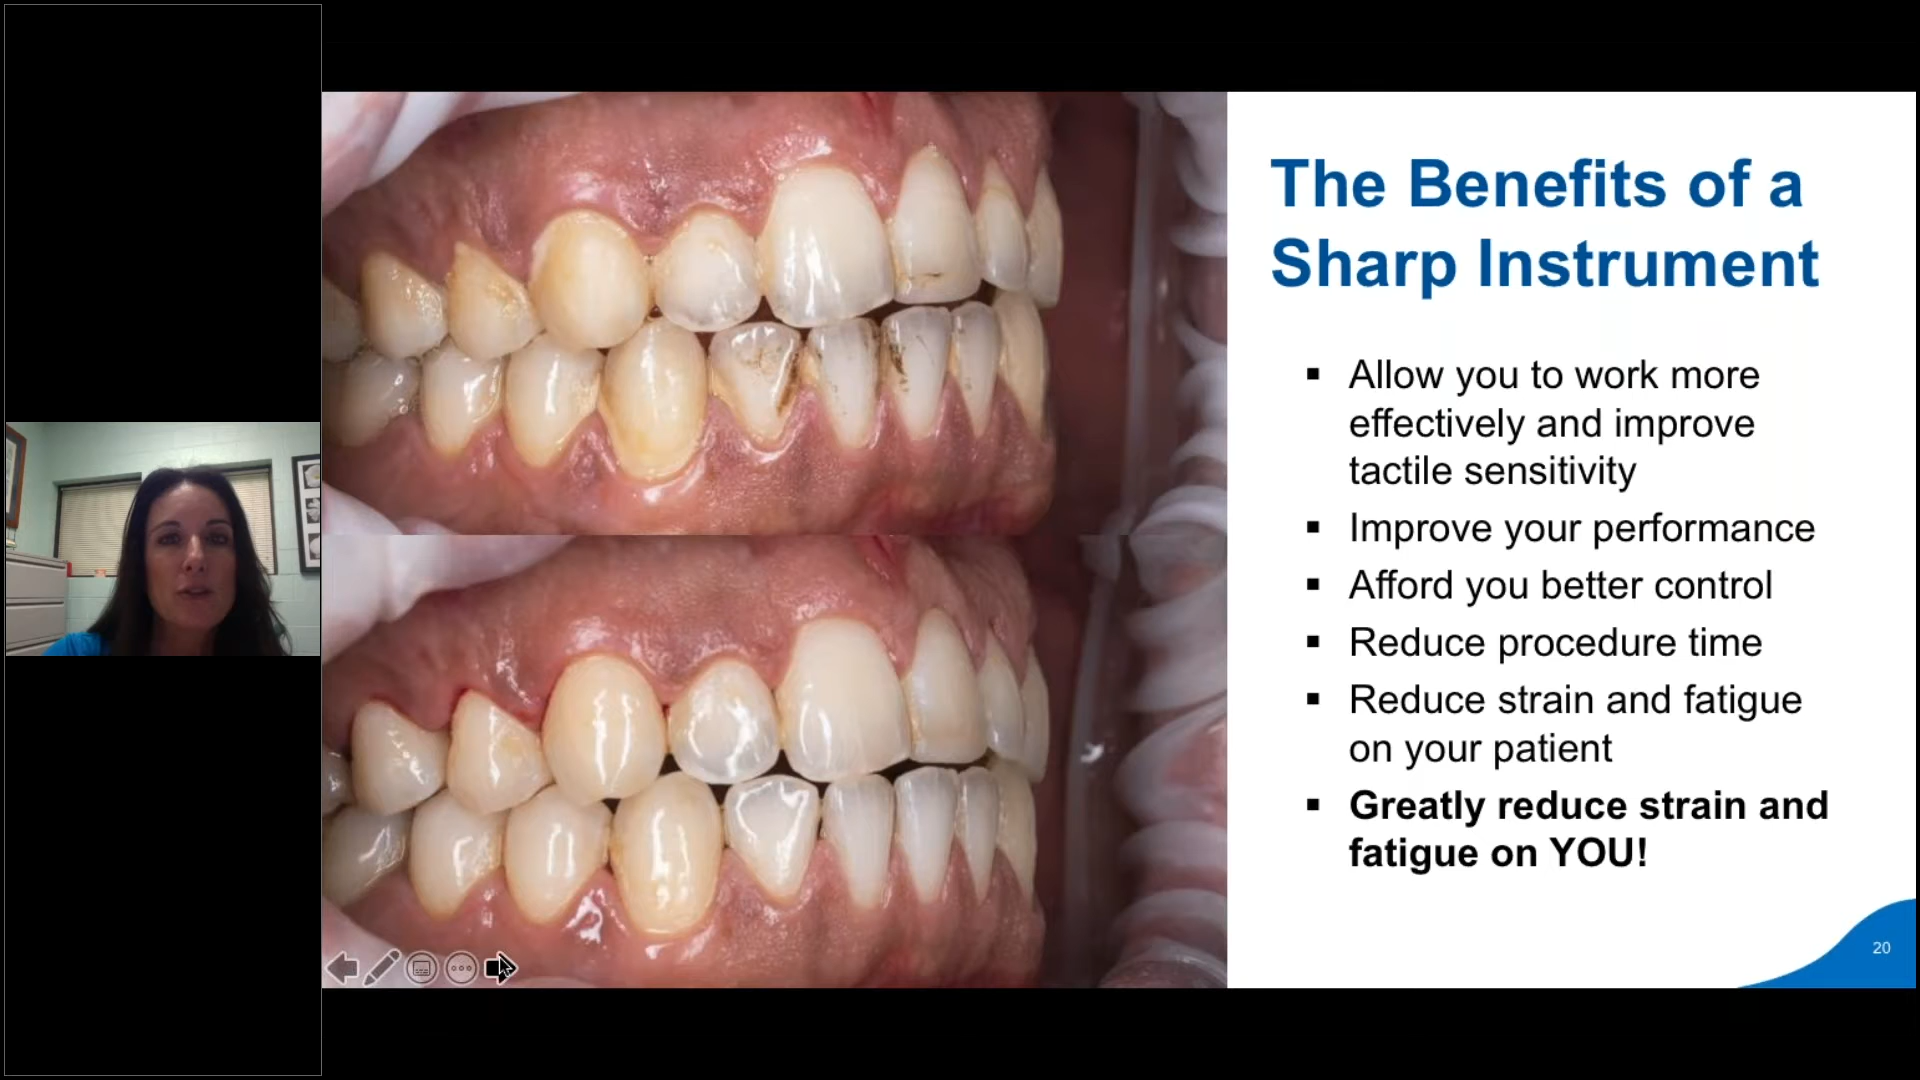 The Benefits of a
Sharp Instrument
▪ Allow you to work more
effectively and improve
tactile sensitivity
▪ Improve your performance
▪ Afford you better control
▪ Reduce procedure time
▪ Reduce strain and fatigue
on your patient
▪ Greatly reduce strain and
fatigue on YOU!
20